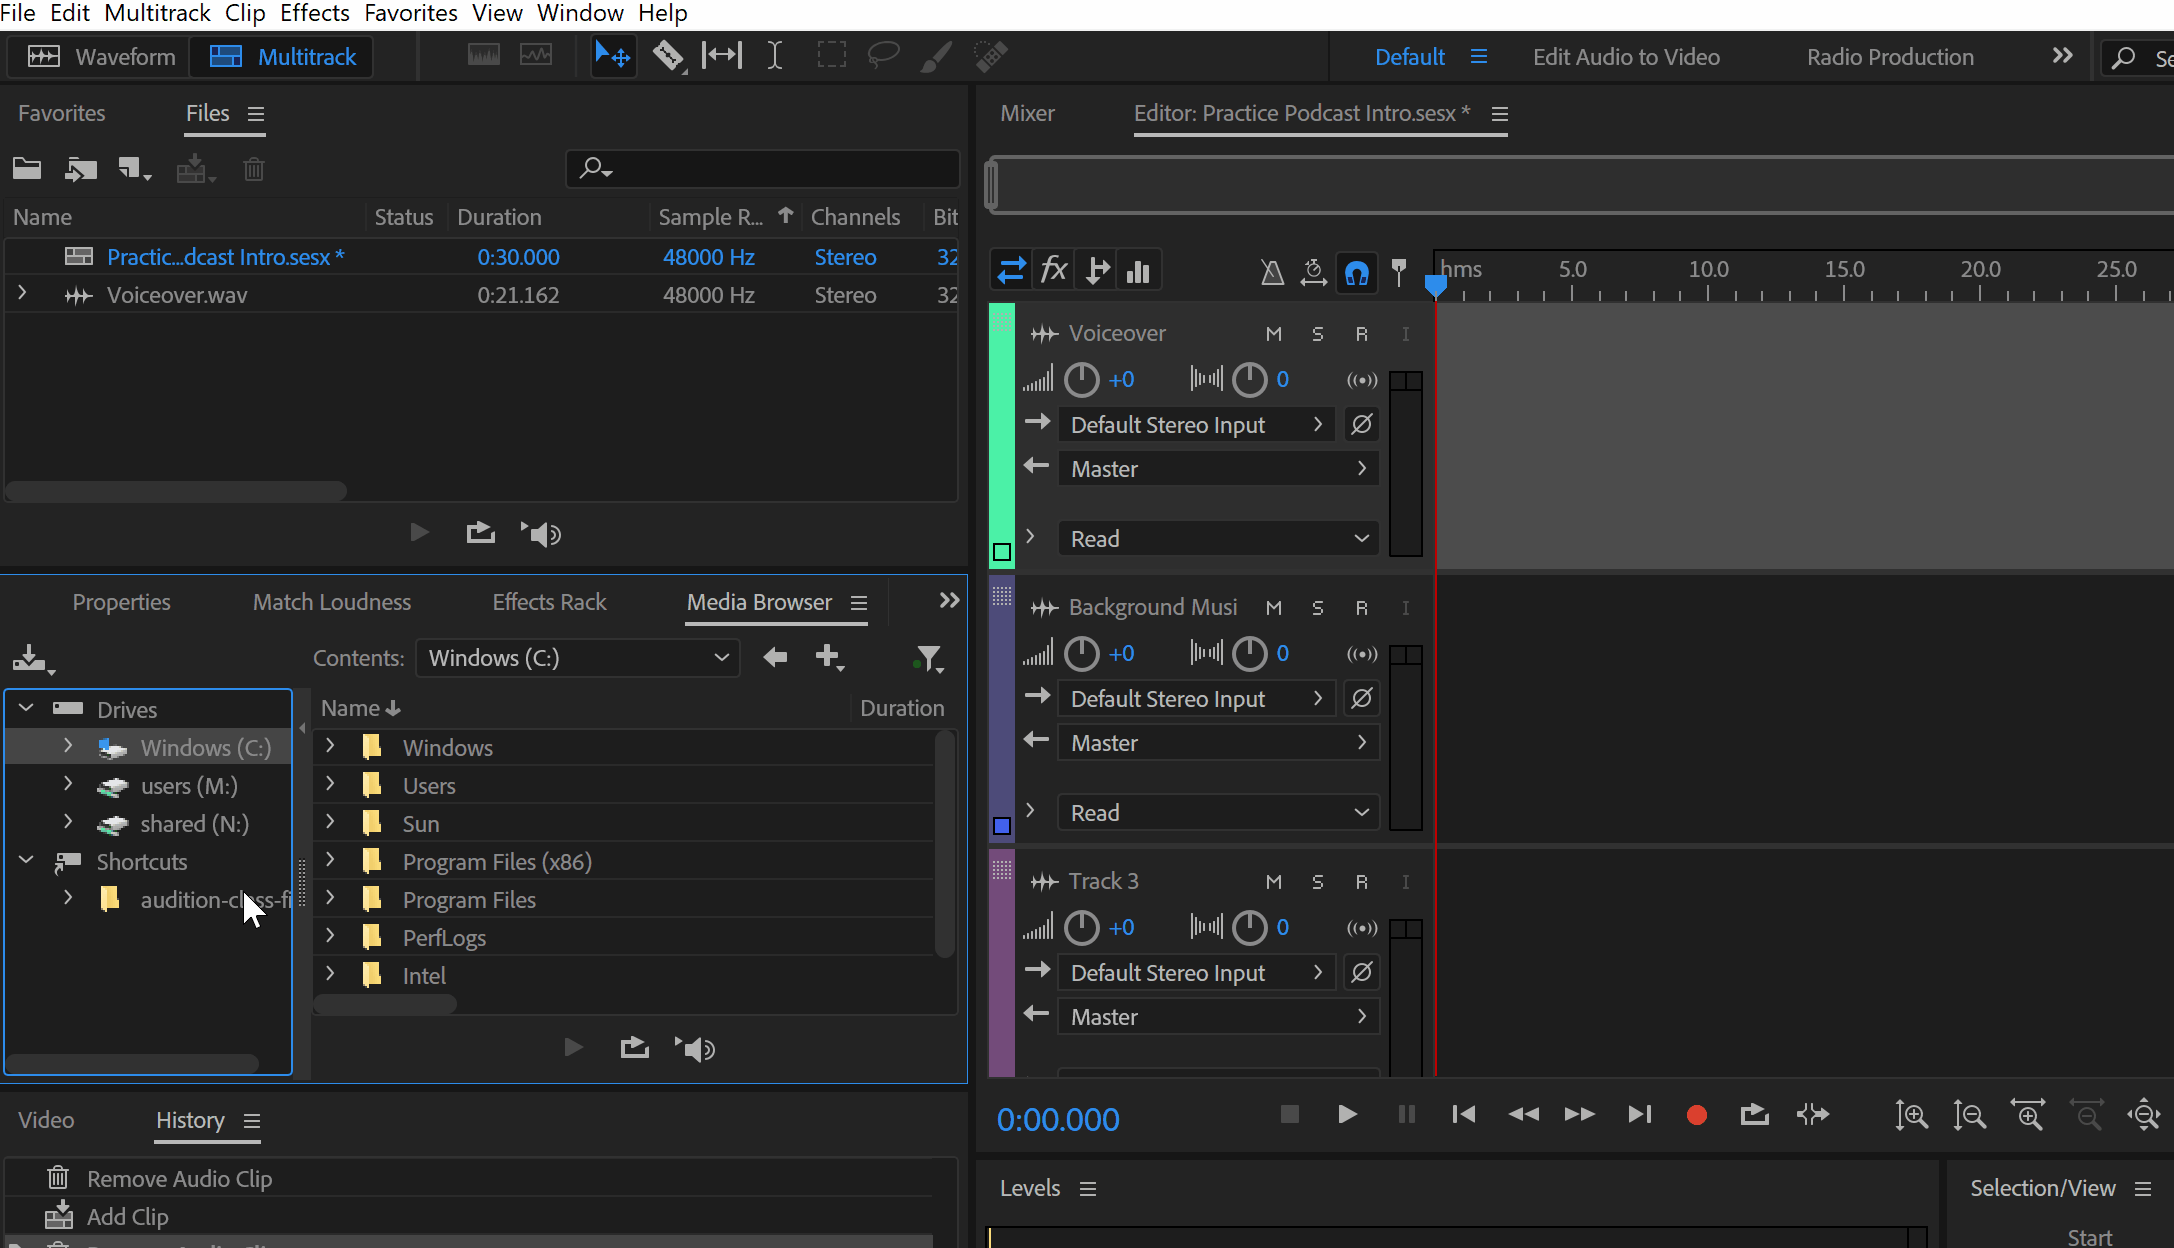 File Edit Multitrack Clip Effects Favorites View Window Help
Waveform Multitrack
Default Edit Audio to Video Radio Production
Favorites Files
Name Status Duration Sample R... Channels Bit
Practic...dcast Intro.sesx * 0:30.000 48000 Hz Stereo 32
Voiceover.wav 0:21.162 48000 Hz Stereo 32
Properties Match Loudness Effects Rack Media Browser
Contents: Windows (C:)
Drives
Windows (C:)
users (M:)
shared (N:)
Shortcuts
audition-class-fi
Name Duration
Windows
Users
Sun
Program Files (x86)
Program Files
PerfLogs
Intel
Video History
Remove Audio Clip
Add Clip
Mixer Editor: Practice Podcast Intro.sesx *
fx
hms 5.0 10.0 15.0 20.0 25.0
Voiceover M S R I
+0 0
Default Stereo Input
Master
Read
Background Musi M S R I
+0 0
Default Stereo Input
Master
Read
Track 3 M S R I
+0 0
Default Stereo Input
Master
0:00.000
Levels
Selection/View
Start